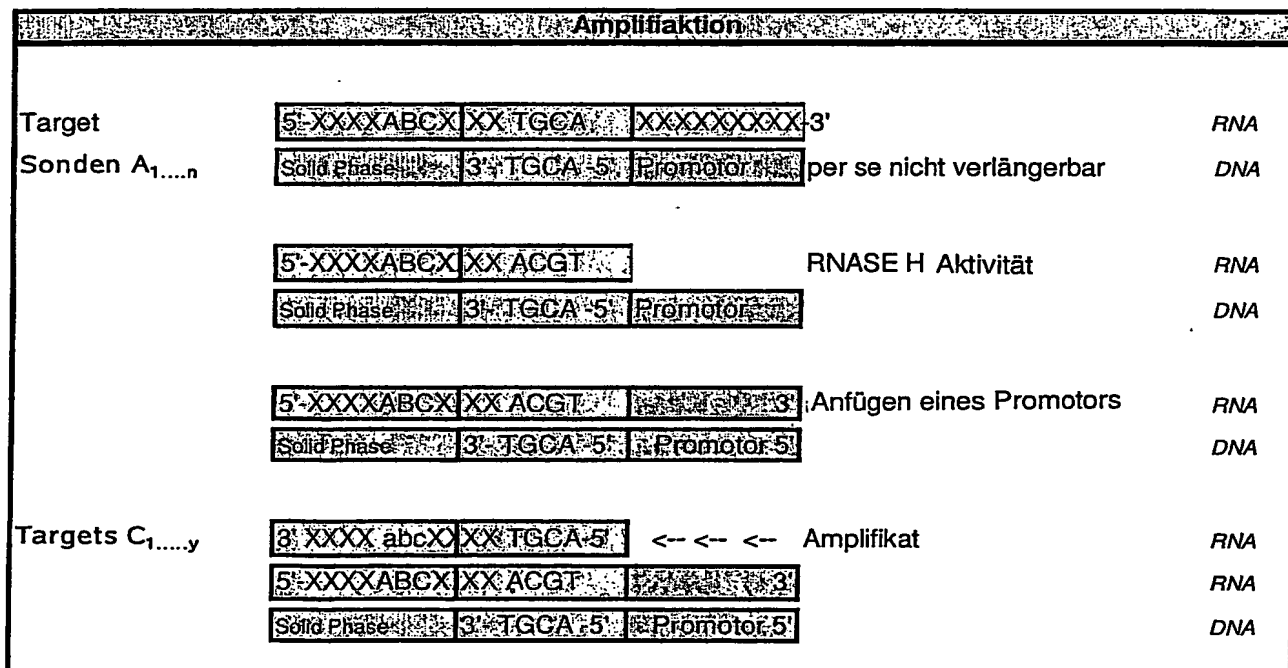 Amplifiaktion
Target 5'-XXXXABCX XX TGCA XXXXXXXXX-3' RNA
Sonden A1....n Solid Phase 3'- TGCA -5' Promotor per se nicht verlängerbar DNA
5'-XXXXABCX XX ACGT RNASE H Aktivität RNA
Solid Phase 3'- TGCA -5' Promotor DNA
5'-XXXXABCX XX ACGT 3' Anfügen eines Promotors RNA
Solid Phase 3'- TGCA -5' Promotor 5' DNA
Targets C1.....y 3' XXXX abcXX XX TGCA-5' <-- <-- <-- Amplifikat RNA
5'-XXXXABCX XX ACGT 3' RNA
Solid Phase 3'- TGCA -5' Promotor 5' DNA